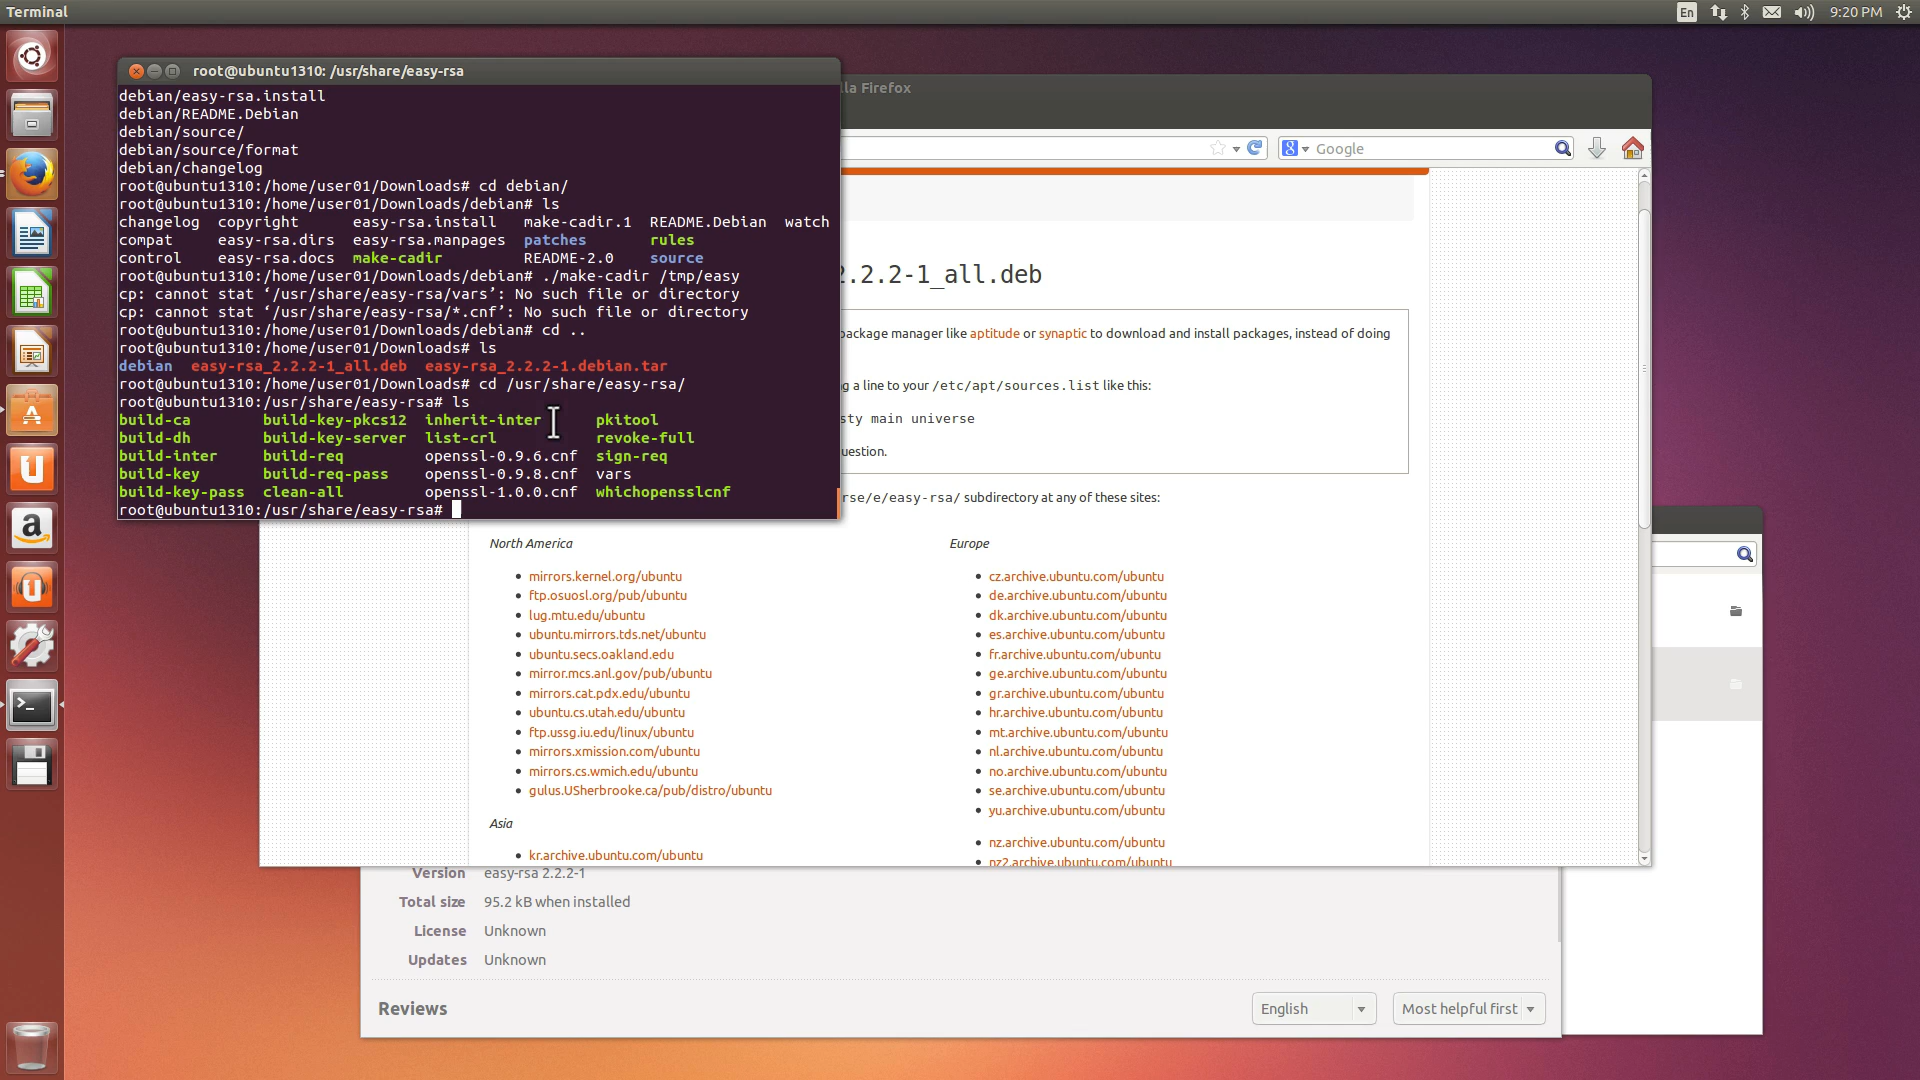 Terminal
En
9:20 PM
root@ubuntu1310: /usr/share/easy-rsa
debian/easy-rsa.install
debian/README.Debian
debian/source/
debian/source/format
debian/changelog
root@ubuntu1310:/home/user01/Downloads# cd debian/
root@ubuntu1310:/home/user01/Downloads/debian# ls
changelog copyright easy-rsa.install make-cadir.1 README.Debian watch
compat easy-rsa.dirs easy-rsa.manpages patches rules
control easy-rsa.docs make-cadir README-2.0 source
root@ubuntu1310:/home/user01/Downloads/debian# ./make-cadir /tmp/easy
cp: cannot stat ‘/usr/share/easy-rsa/vars’: No such file or directory
cp: cannot stat ‘/usr/share/easy-rsa/*.cnf’: No such file or directory
root@ubuntu1310:/home/user01/Downloads/debian# cd ..
root@ubuntu1310:/home/user01/Downloads# ls
debian easy-rsa_2.2.2-1_all.deb easy-rsa_2.2.2-1.debian.tar
root@ubuntu1310:/home/user01/Downloads# cd /usr/share/easy-rsa/
root@ubuntu1310:/usr/share/easy-rsa# ls
build-ca build-key-pkcs12 inherit-inter pkitool
build-dh build-key-server list-crl revoke-full
build-inter build-req openssl-0.9.6.cnf sign-req
build-key build-req-pass openssl-0.9.8.cnf vars
build-key-pass clean-all openssl-1.0.0.cnf whichopensslcnf
root@ubuntu1310:/usr/share/easy-rsa#
lla Firefox
8 Google
2.2.2-1_all.deb
package manager like aptitude or synaptic to download and install packages, instead of doing
g a line to your /etc/apt/sources.list like this:
sty main universe
uestion.
rse/e/easy-rsa/ subdirectory at any of these sites:
North America
mirrors.kernel.org/ubuntu
ftp.osuosl.org/pub/ubuntu
lug.mtu.edu/ubuntu
ubuntu.mirrors.tds.net/ubuntu
ubuntu.secs.oakland.edu
mirror.mcs.anl.gov/pub/ubuntu
mirrors.cat.pdx.edu/ubuntu
ubuntu.cs.utah.edu/ubuntu
ftp.ussg.iu.edu/linux/ubuntu
mirrors.xmission.com/ubuntu
mirrors.cs.wmich.edu/ubuntu
gulus.USherbrooke.ca/pub/distro/ubuntu
Asia
kr.archive.ubuntu.com/ubuntu
Europe
cz.archive.ubuntu.com/ubuntu
de.archive.ubuntu.com/ubuntu
dk.archive.ubuntu.com/ubuntu
es.archive.ubuntu.com/ubuntu
fr.archive.ubuntu.com/ubuntu
ge.archive.ubuntu.com/ubuntu
gr.archive.ubuntu.com/ubuntu
hr.archive.ubuntu.com/ubuntu
mt.archive.ubuntu.com/ubuntu
nl.archive.ubuntu.com/ubuntu
no.archive.ubuntu.com/ubuntu
se.archive.ubuntu.com/ubuntu
yu.archive.ubuntu.com/ubuntu
nz.archive.ubuntu.com/ubuntu
nz2.archive.ubuntu.com/ubuntu
Version easy-rsa 2.2.2-1
Total size 95.2 kB when installed
License Unknown
Updates Unknown
Reviews
English
Most helpful first